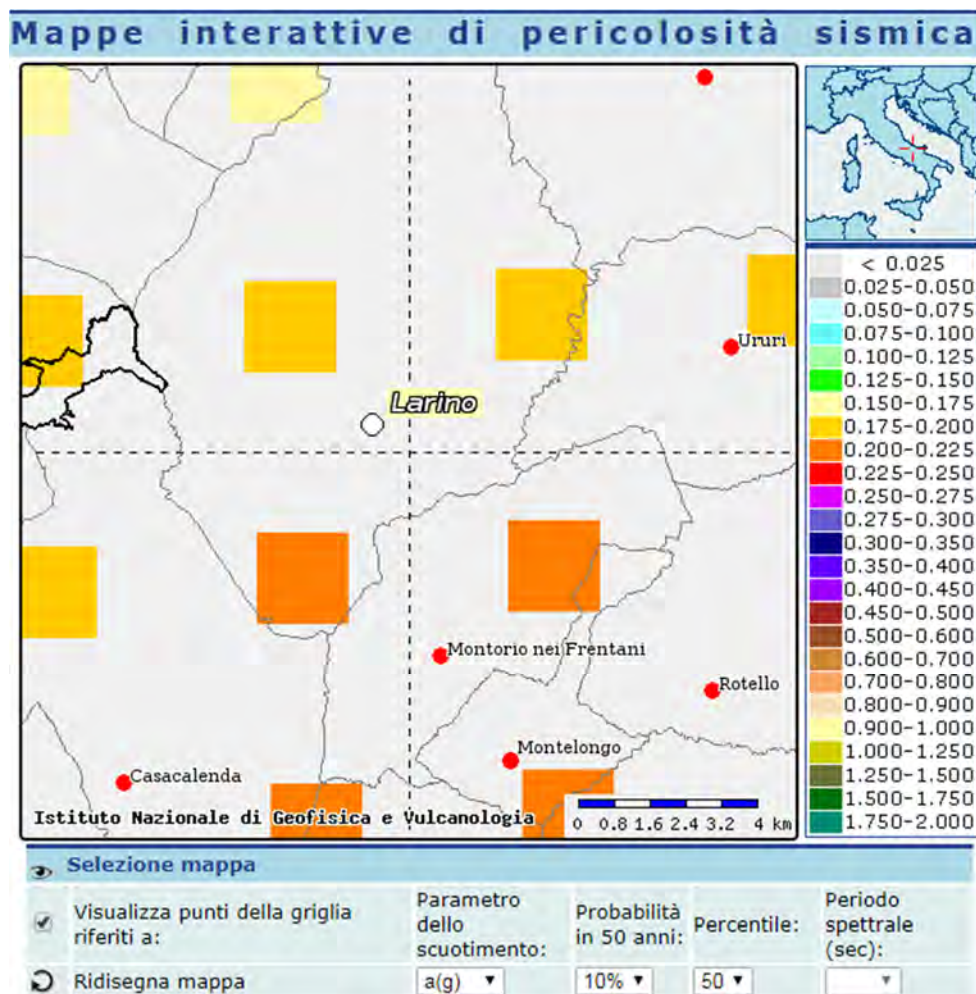 Mappe interattive di pericolosità sismica
Larino
Ururi
Montorio nei Frentani
Rotello
Montelongo
Casacalenda
Istituto Nazionale di Geofisica e Vulcanologia
0 0.8 1.6 2.4 3.2 4 km
< 0.025
0.025-0.050
0.050-0.075
0.075-0.100
0.100-0.125
0.125-0.150
0.150-0.175
0.175-0.200
0.200-0.225
0.225-0.250
0.250-0.275
0.275-0.300
0.300-0.350
0.350-0.400
0.400-0.450
0.450-0.500
0.500-0.600
0.600-0.700
0.700-0.800
0.800-0.900
0.900-1.000
1.000-1.250
1.250-1.500
1.500-1.750
1.750-2.000
Selezione mappa
Visualizza punti della griglia
riferiti a:
Parametro
dello
scuotimento:
Probabilità
in 50 anni:
Percentile:
Periodo
spettrale
(sec):
Ridisegna mappa
a(g)
10%
50